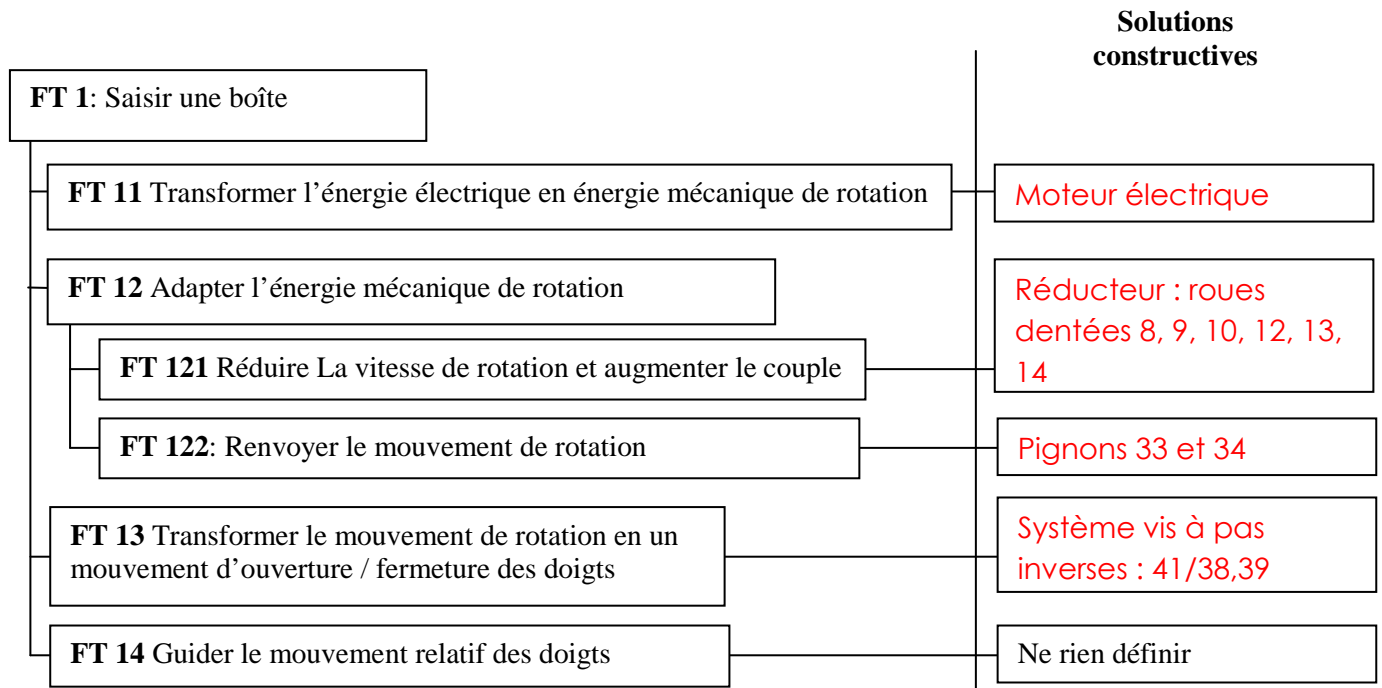 Solutions
constructives
FT 1: Saisir une boîte
FT 11 Transformer l’énergie électrique en énergie mécanique de rotation
Moteur électrique
FT 12 Adapter l’énergie mécanique de rotation
Réducteur : roues
dentées 8, 9, 10, 12, 13,
14
FT 121 Réduire La vitesse de rotation et augmenter le couple
FT 122: Renvoyer le mouvement de rotation
Pignons 33 et 34
FT 13 Transformer le mouvement de rotation en un
mouvement d’ouverture / fermeture des doigts
Système vis à pas
inverses : 41/38,39
FT 14 Guider le mouvement relatif des doigts
Ne rien définir